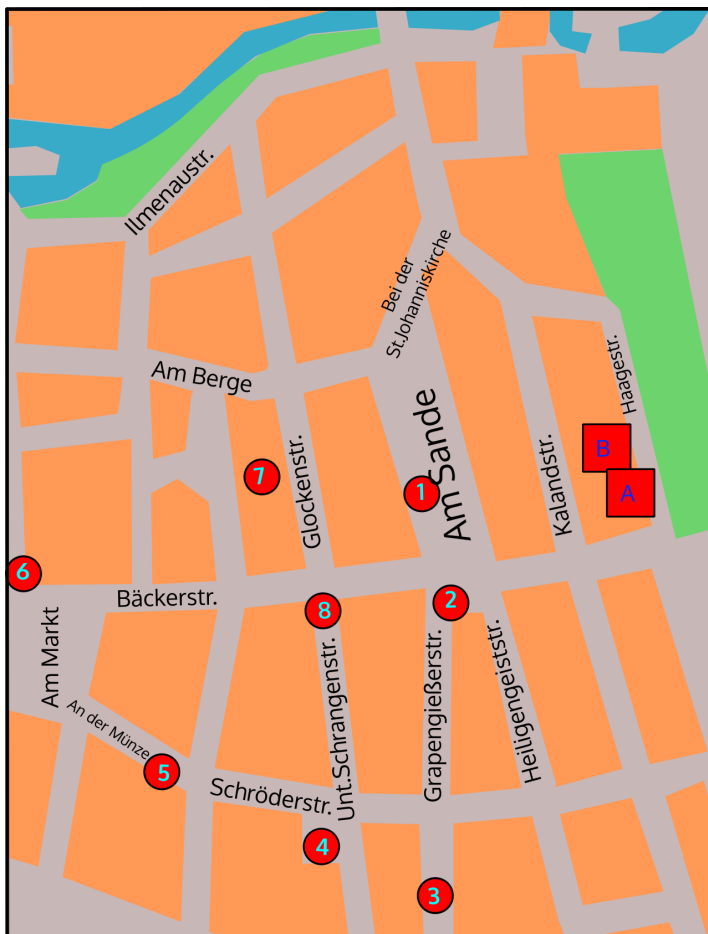 Ilmenaustr.
Bei der
St.Johanniskirche
Am Berge
Haagestr.
Am Sande
B
Glockenstr.
Kalandstr.
7
1
A
6
Bäckerstr.
8
2
Am Markt
An der Münze
Unt.Schrangenstr.
Grapengießerstr.
Heiligengeiststr.
5
Schröderstr.
4
3